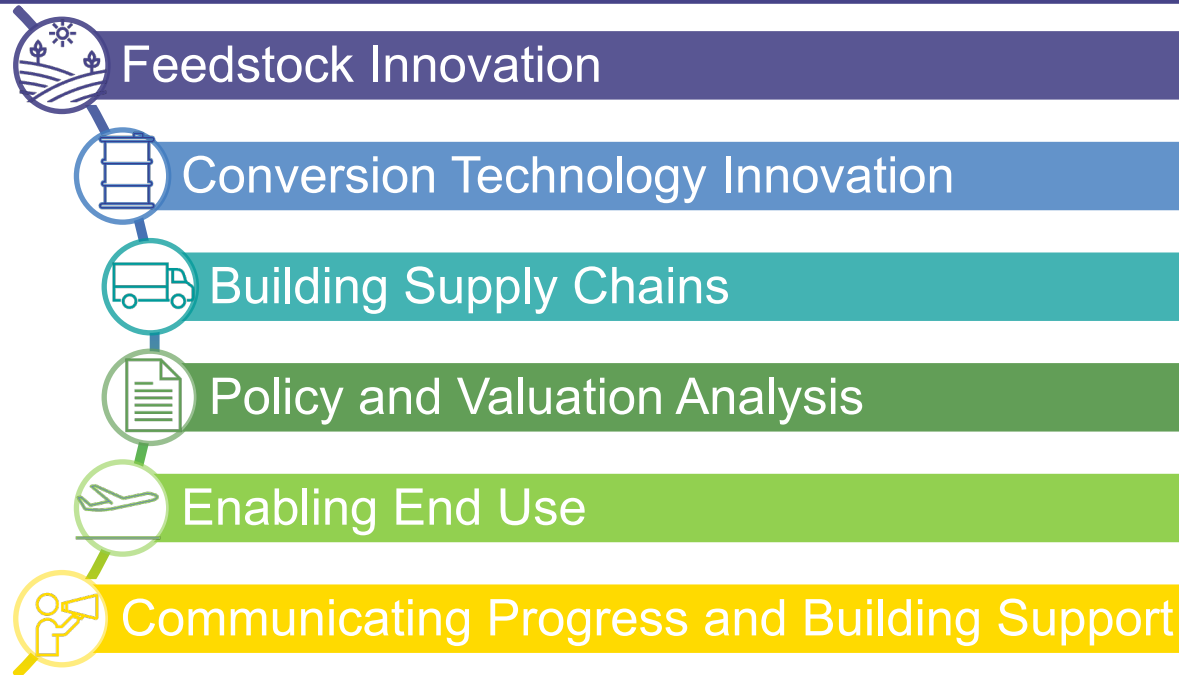 Feedstock Innovation
Conversion Technology Innovation
Building Supply Chains
Policy and Valuation Analysis
Enabling End Use
Communicating Progress and Building Support